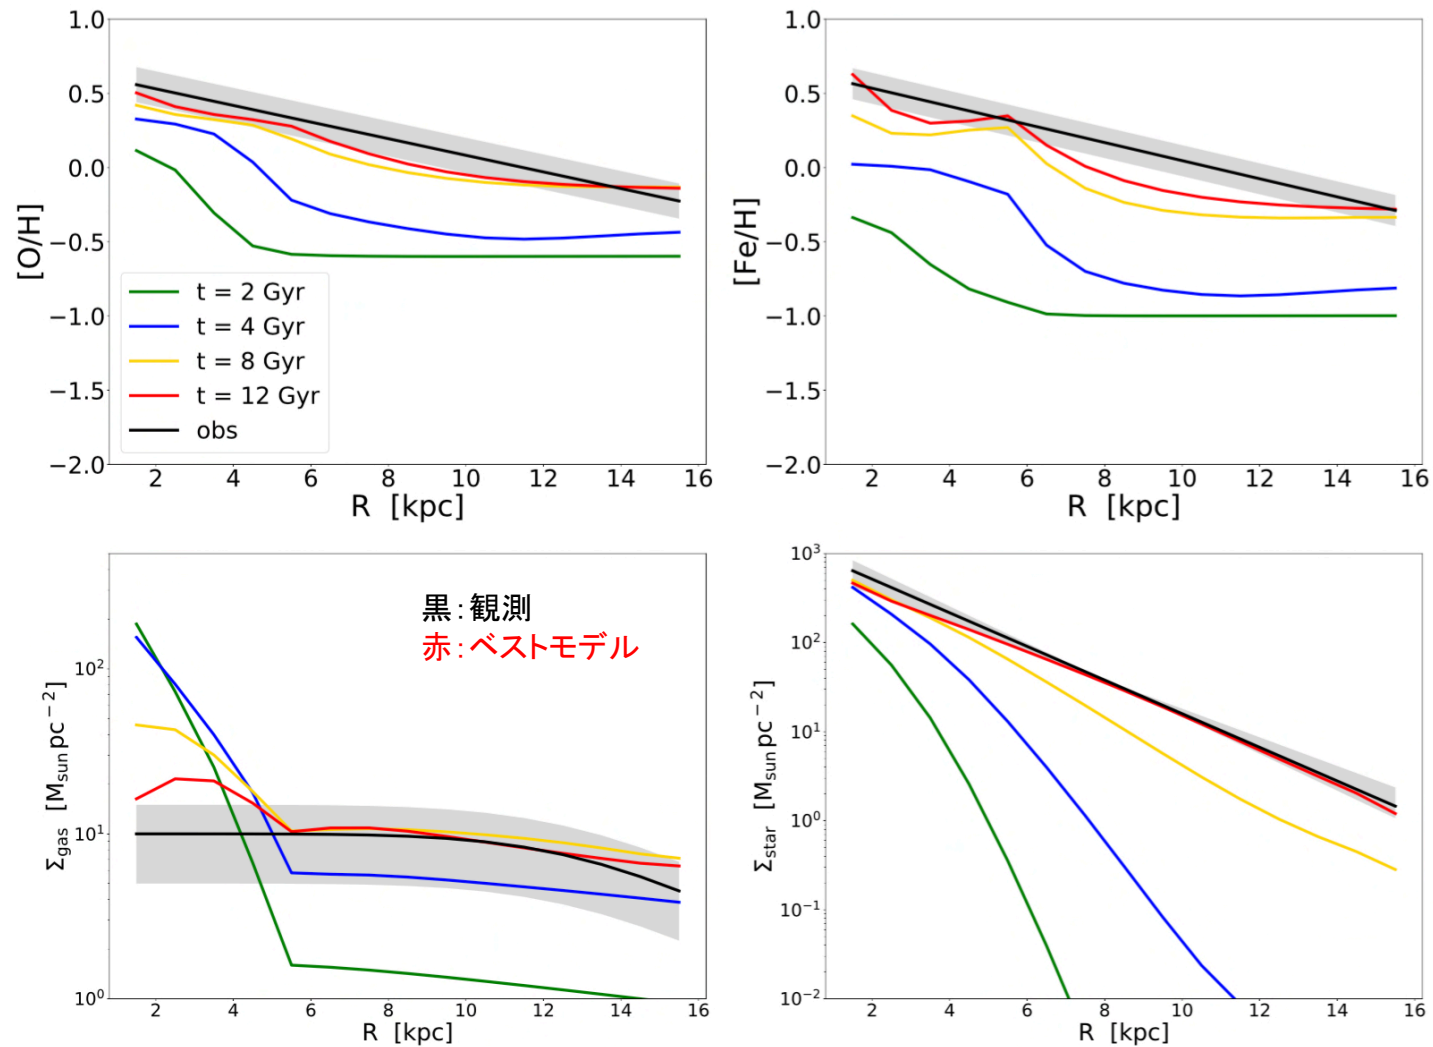 1.0
0.5
0.0
−0.5
−1.0
−1.5
−2.0
[O/H]
t = 2 Gyr
t = 4 Gyr
t = 8 Gyr
t = 12 Gyr
obs
2 4 6 8 10 12 14 16
R [kpc]
1.0
0.5
0.0
−0.5
−1.0
−1.5
−2.0
[Fe/H]
2 4 6 8 10 12 14 16
R [kpc]
10²
10¹
10⁰
Σgas [Msun pc⁻²]
黒：観測
赤：ベストモデル
2 4 6 8 10 12 14 16
R [kpc]
10³
10²
10¹
10⁰
10⁻¹
10⁻²
Σstar [Msun pc⁻²]
2 4 6 8 10 12 14 16
R [kpc]